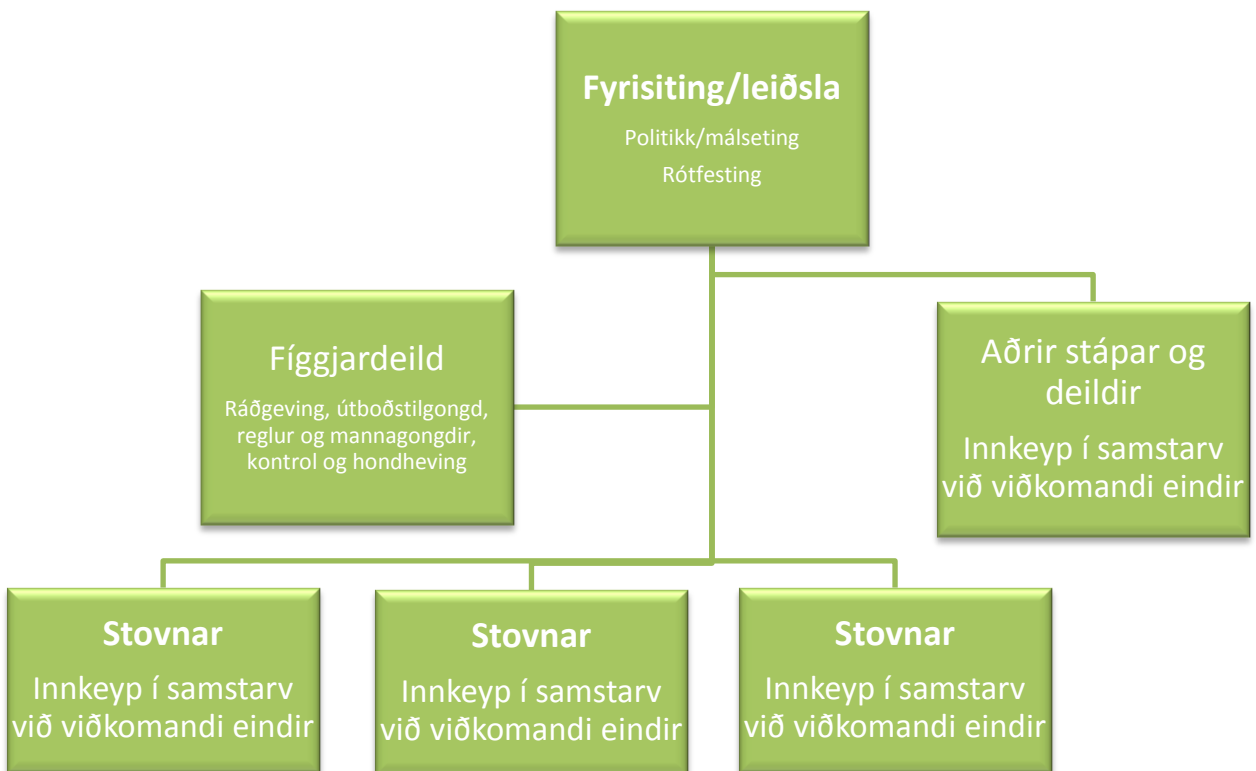 Fyrisiting/leiðsla
Politikk/málseting
Rótfesting
Fíggjardeild
Ráðgeving, útboðstilgongd,
reglur og mannagongdir,
kontrol og hondheving
Aðrir stápar og
deildir
Innkeyp í samstarv
við viðkomandi eindir
Stovnar
Innkeyp í samstarv
við viðkomandi eindir
Stovnar
Innkeyp í samstarv
við viðkomandi eindir
Stovnar
Innkeyp í samstarv
við viðkomandi eindir